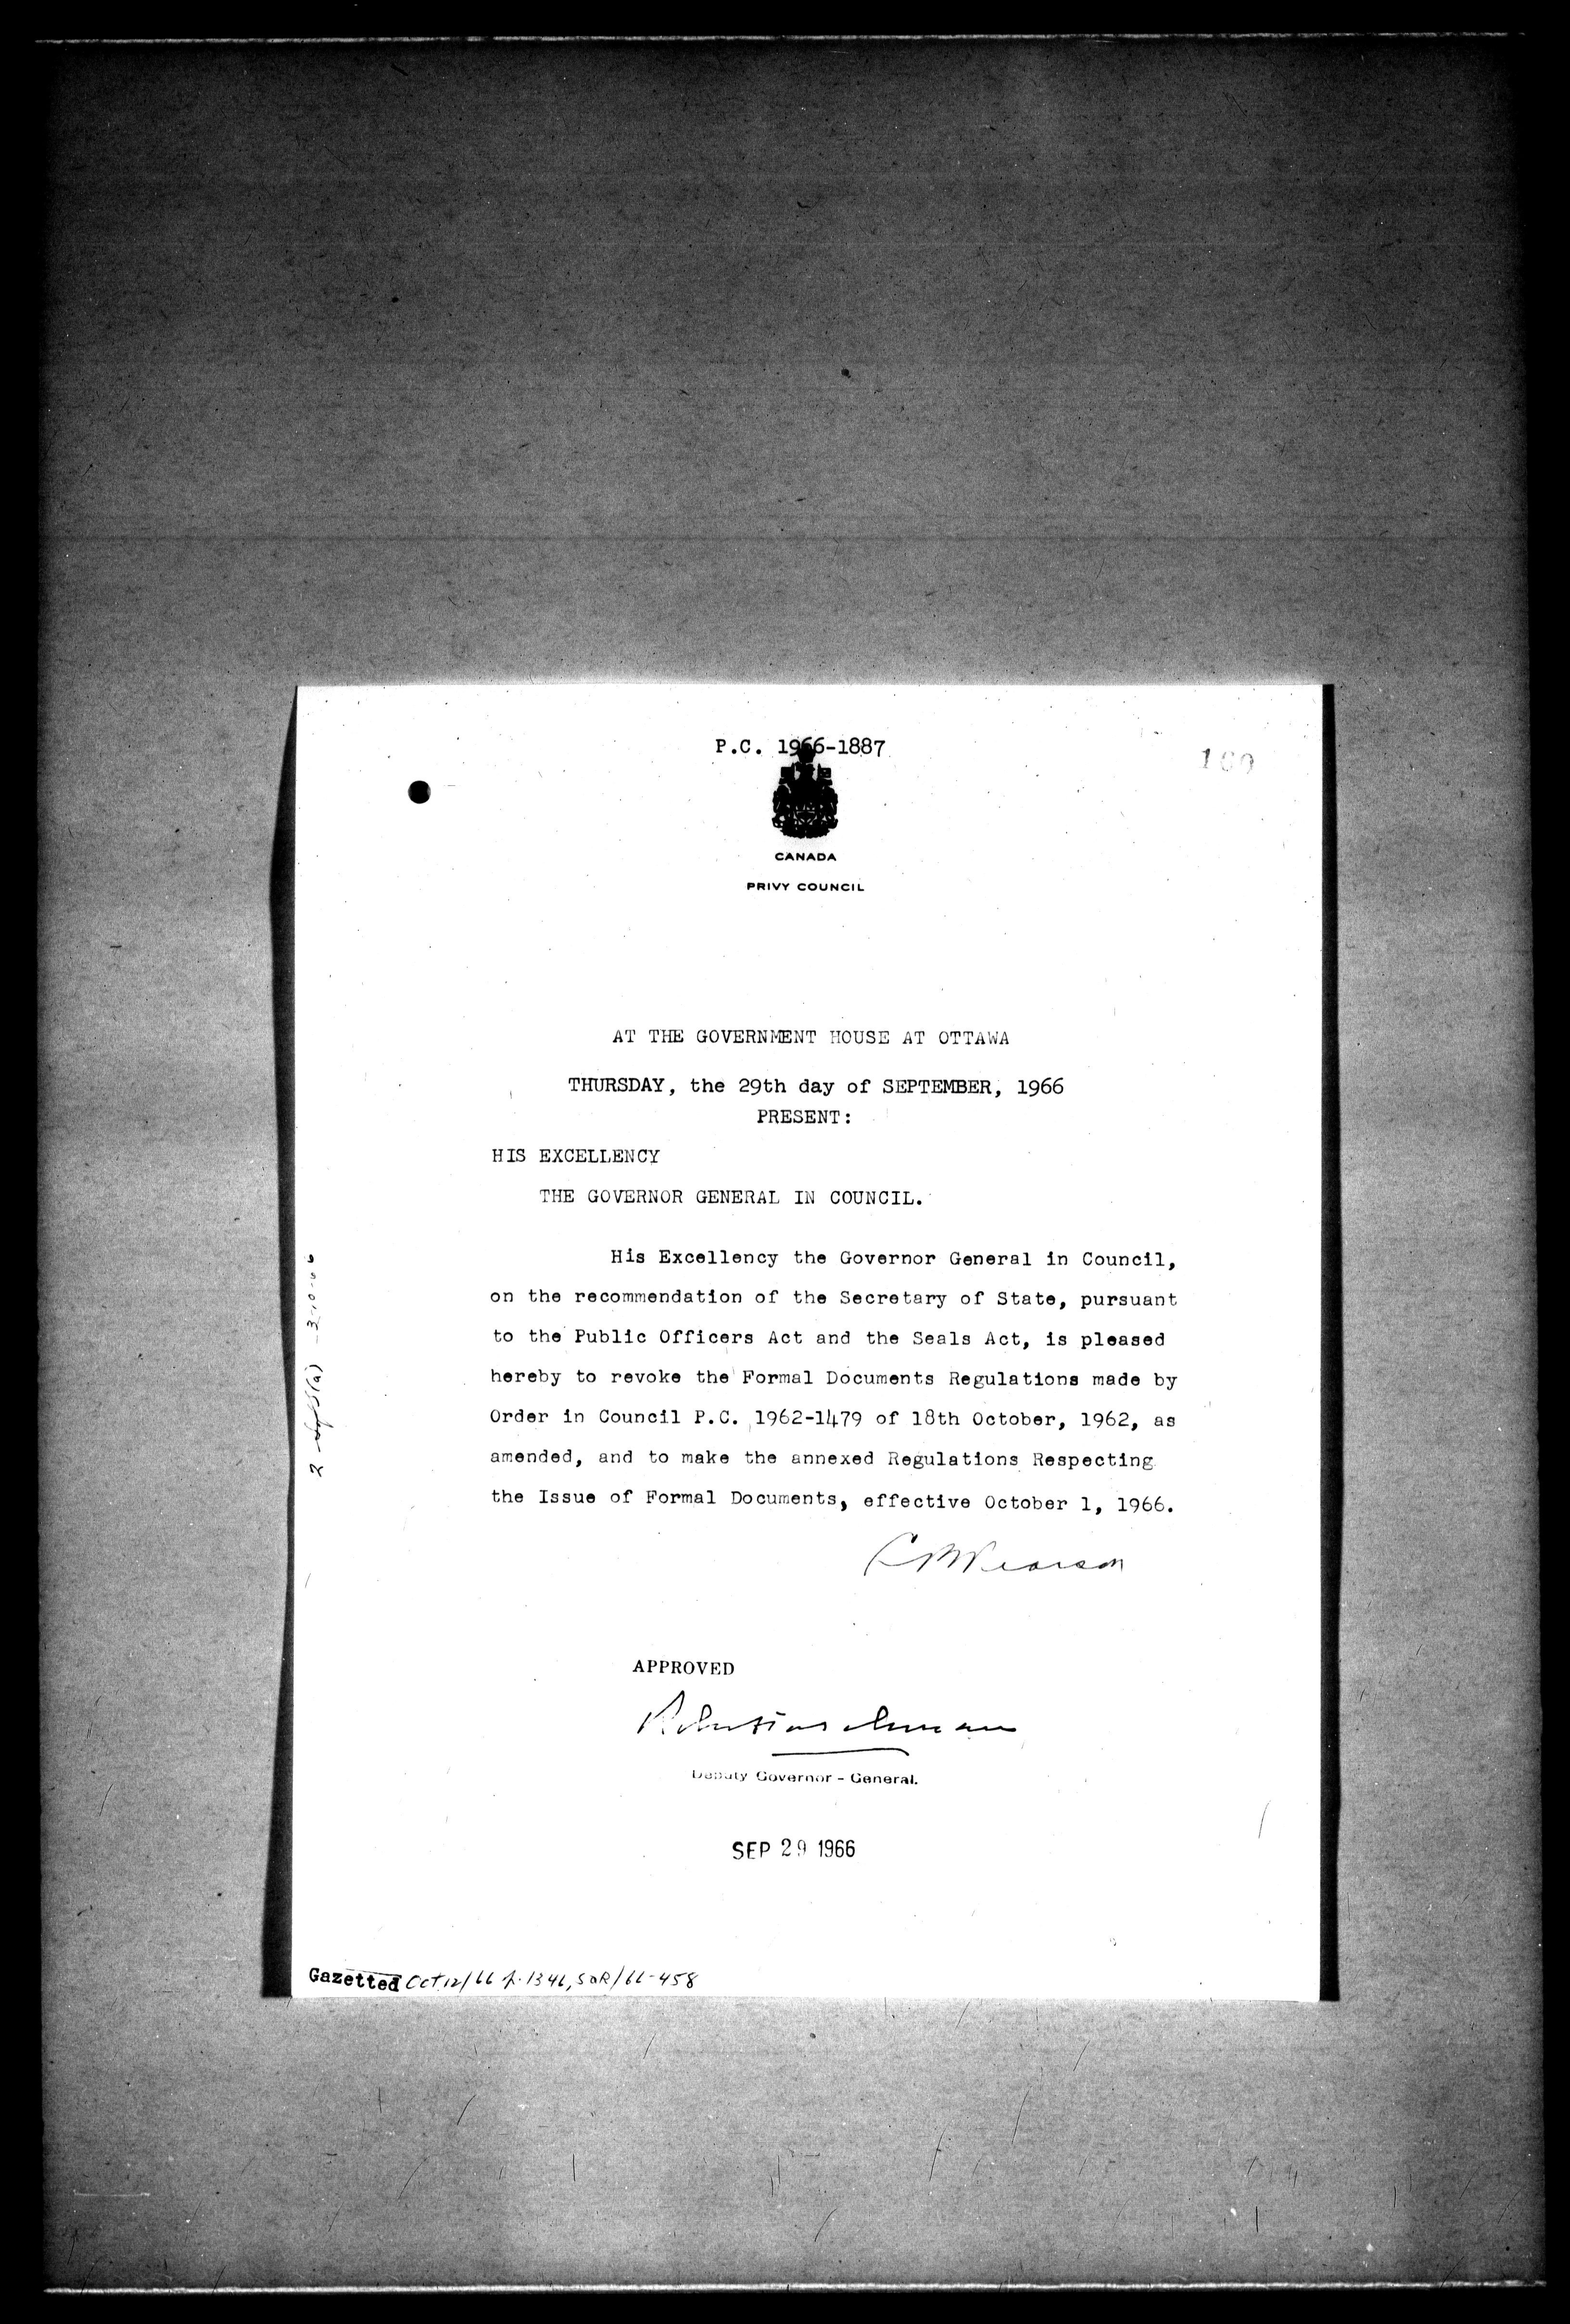 P.C. 1966-1887
160
CANADA
PRIVY COUNCIL
AT THE GOVERNMENT HOUSE AT OTTAWA
THURSDAY, the 29th day of SEPTEMBER, 1966
PRESENT:
HIS EXCELLENCY
THE GOVERNOR GENERAL IN COUNCIL.
His Excellency the Governor General in Council,
on the recommendation of the Secretary of State, pursuant
to the Public Officers Act and the Seals Act, is pleased
hereby to revoke the Formal Documents Regulations made by
Order in Council P.C. 1962-1479 of 18th October, 1962, as
amended, and to make the annexed Regulations Respecting
the Issue of Formal Documents, effective October 1, 1966.
L B Pearson
APPROVED
Deputy Governor - General.
SEP 29 1966
Gazetted Oct 12/66 p. 1341, SOR/66-458